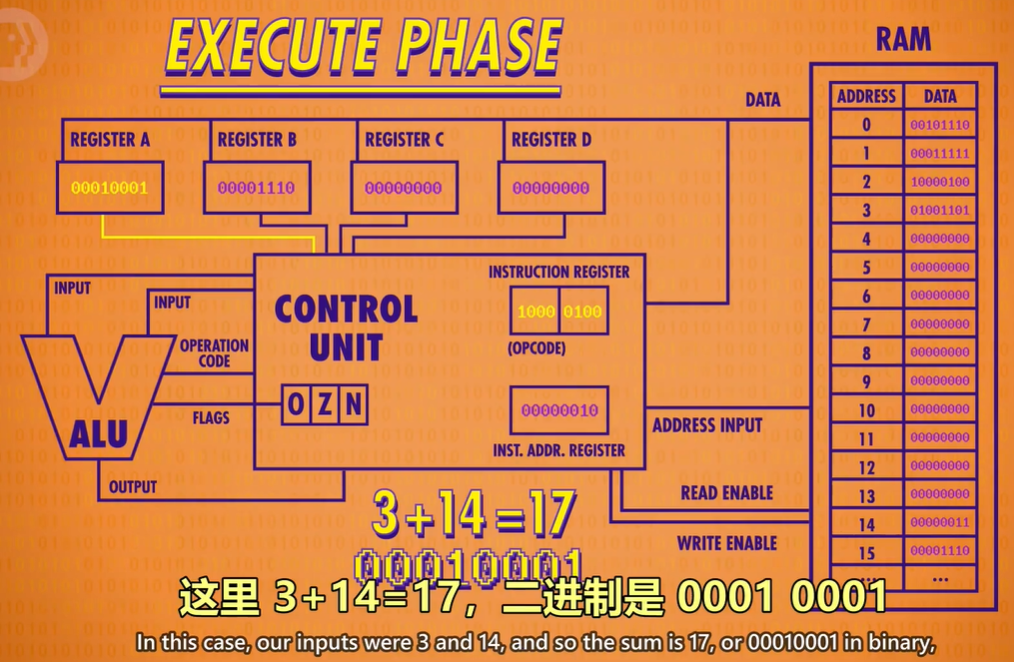 EXECUTE PHASE
RAM
DATA
ADDRESS DATA
0 00101110
1 00011111
2 10000100
3 01001101
4 00000000
5 00000000
6 00000000
7 00000000
8 00000000
9 00000000
10 00000000
11 00000000
12 00000000
13 00000000
14 00000011
15 00001110
... ...
REGISTER A
00010001
REGISTER B
00001110
REGISTER C
00000000
REGISTER D
00000000
INPUT
INPUT
OPERATION
CODE
FLAGS
ALU
OUTPUT
CONTROL
UNIT
O Z N
INSTRUCTION REGISTER
1000 0100
(OPCODE)
00000010
INST. ADDR. REGISTER
ADDRESS INPUT
READ ENABLE
WRITE ENABLE
3+14=17
00010001
这里 3+14=17，二进制是 0001 0001
In this case, our inputs were 3 and 14, and so the sum is 17, or 00010001 in binary,